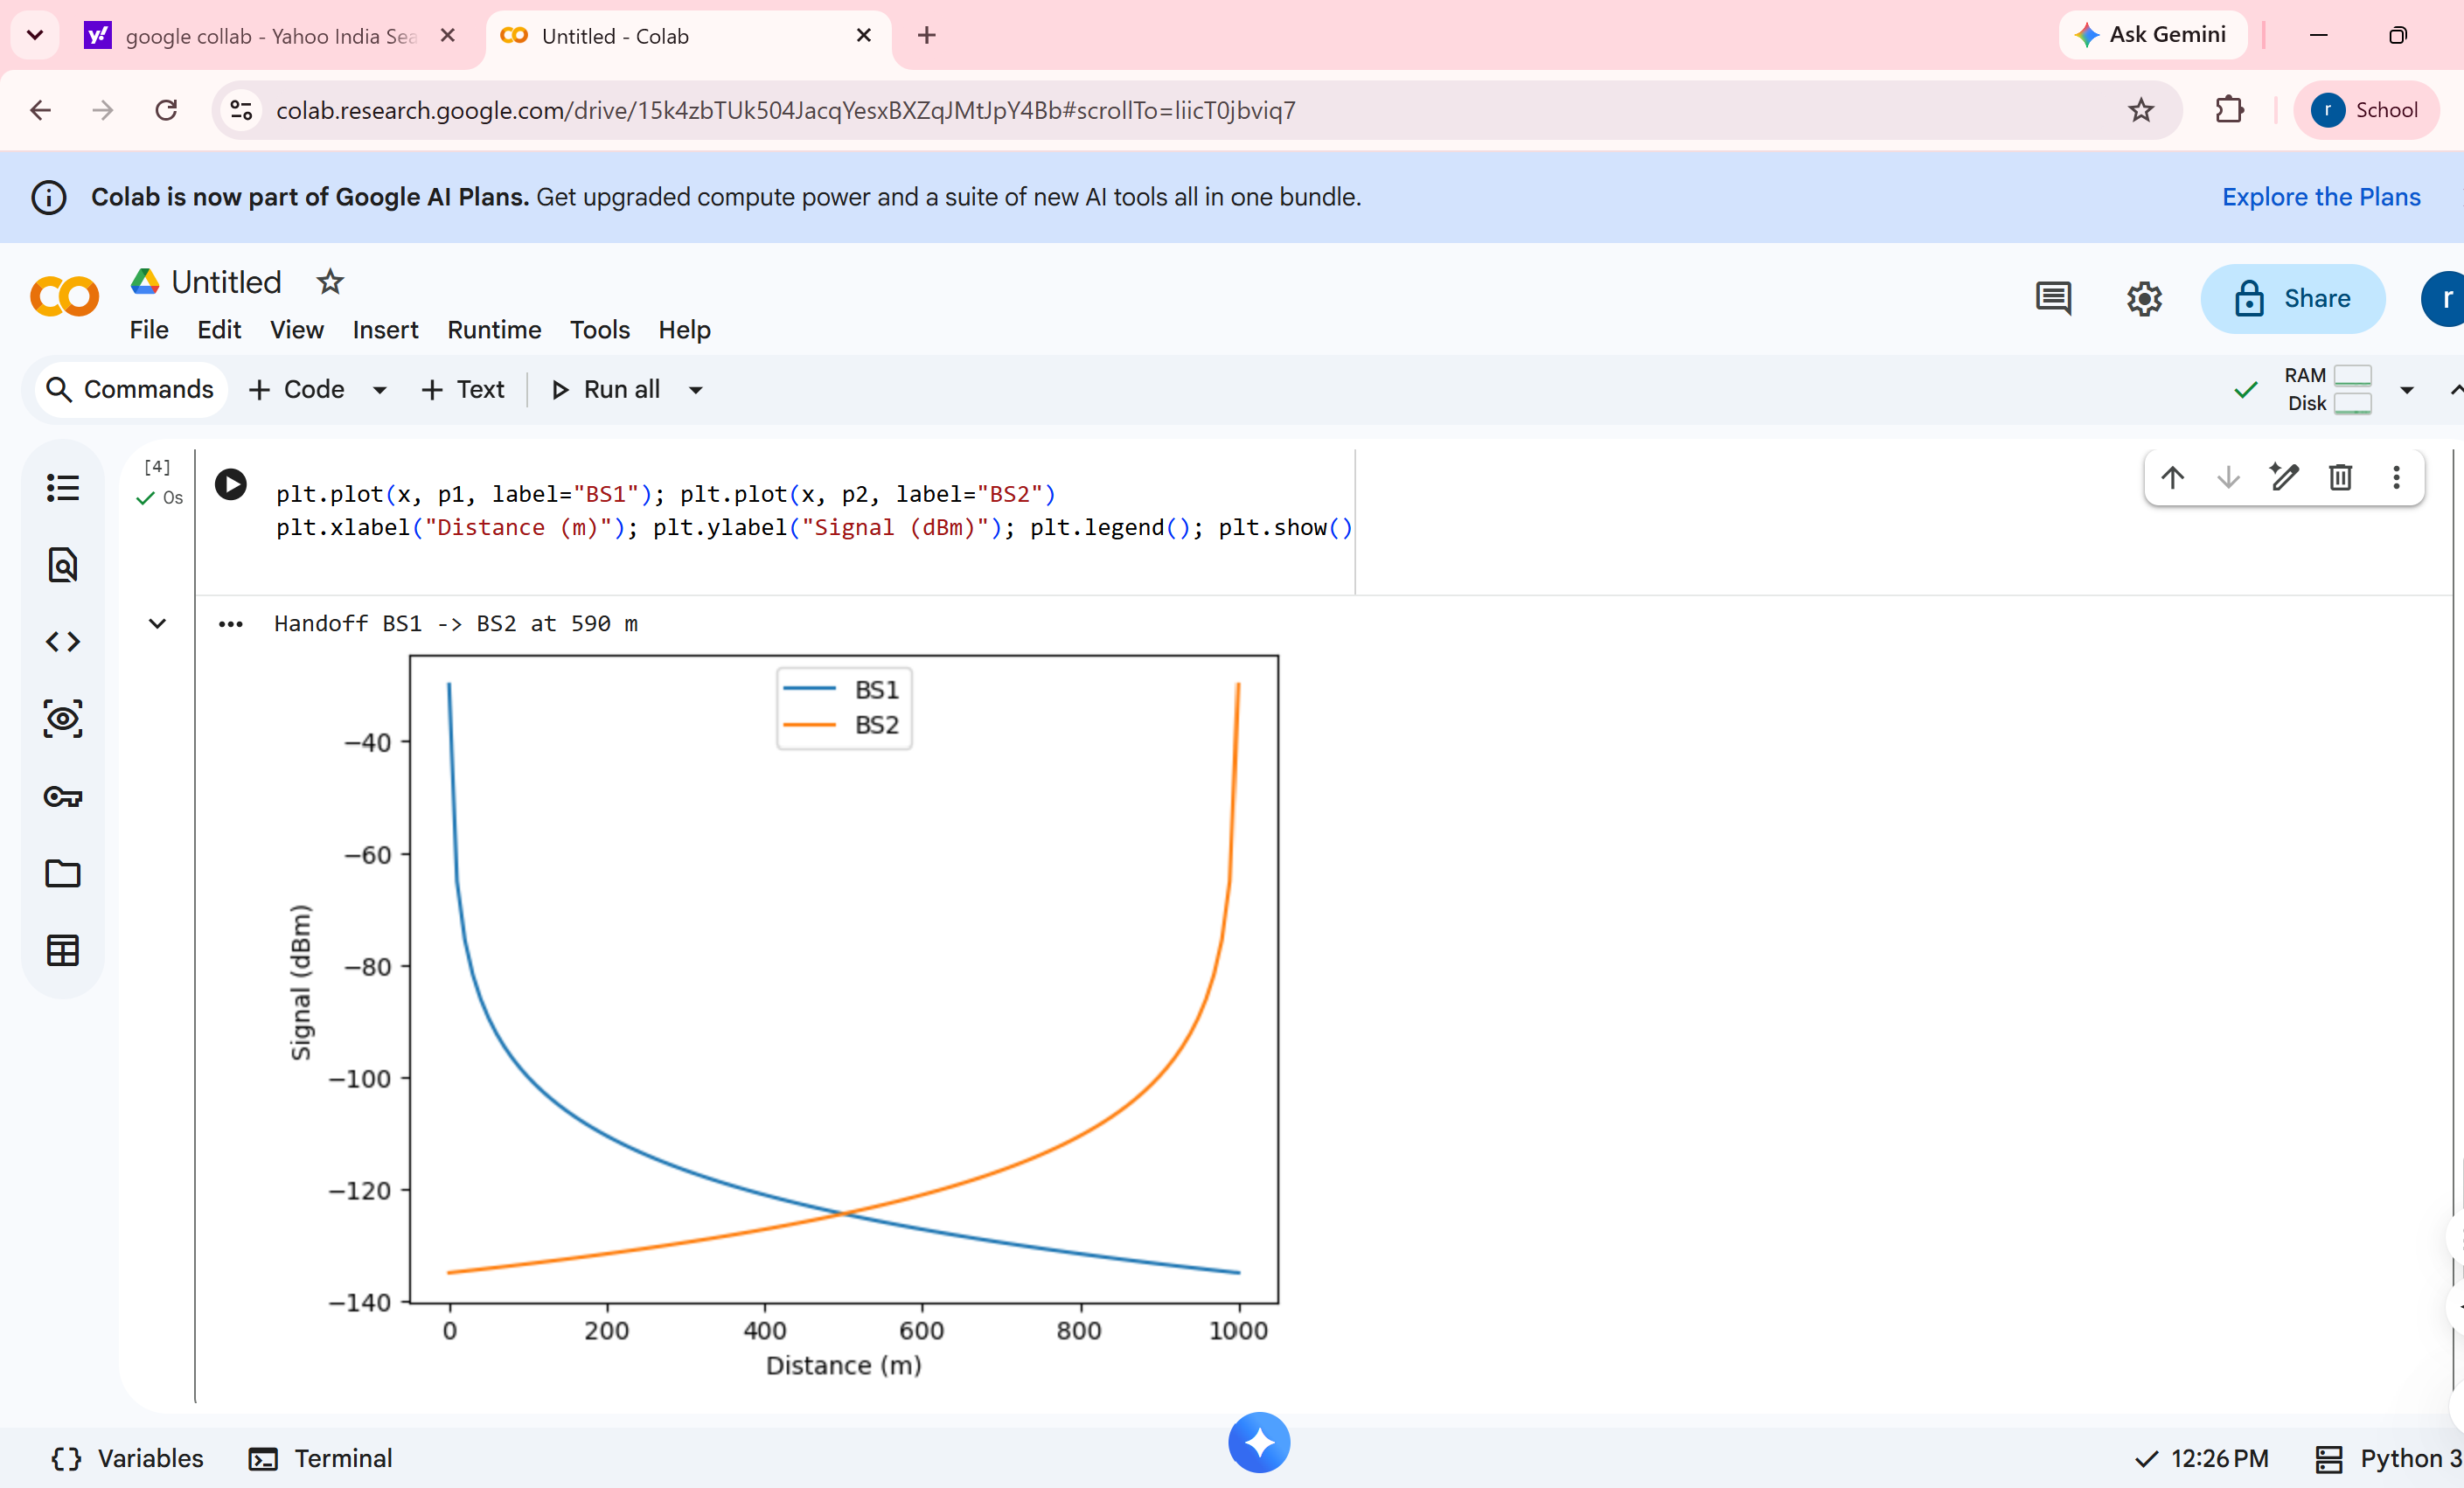 google collab - Yahoo India Sea
Untitled - Colab
Ask Gemini
colab.research.google.com/drive/15k4zbTUk504JacqYesxBXZqJMtJpY4Bb#scrollTo=liicT0jbviq7
r School
Colab is now part of Google AI Plans. Get upgraded compute power and a suite of new AI tools all in one bundle.
Explore the Plans
Untitled
Share
r
File Edit View Insert Runtime Tools Help
Commands + Code + Text Run all
RAM
Disk
[4]
0s
plt.plot(x, p1, label="BS1"); plt.plot(x, p2, label="BS2")
plt.xlabel("Distance (m)"); plt.ylabel("Signal (dBm)"); plt.legend(); plt.show()
Handoff BS1 -> BS2 at 590 m
BS1
BS2
−40
−60
−80
−100
−120
−140
Signal (dBm)
0 200 400 600 800 1000
Distance (m)
Variables
Terminal
12:26 PM
Python 3